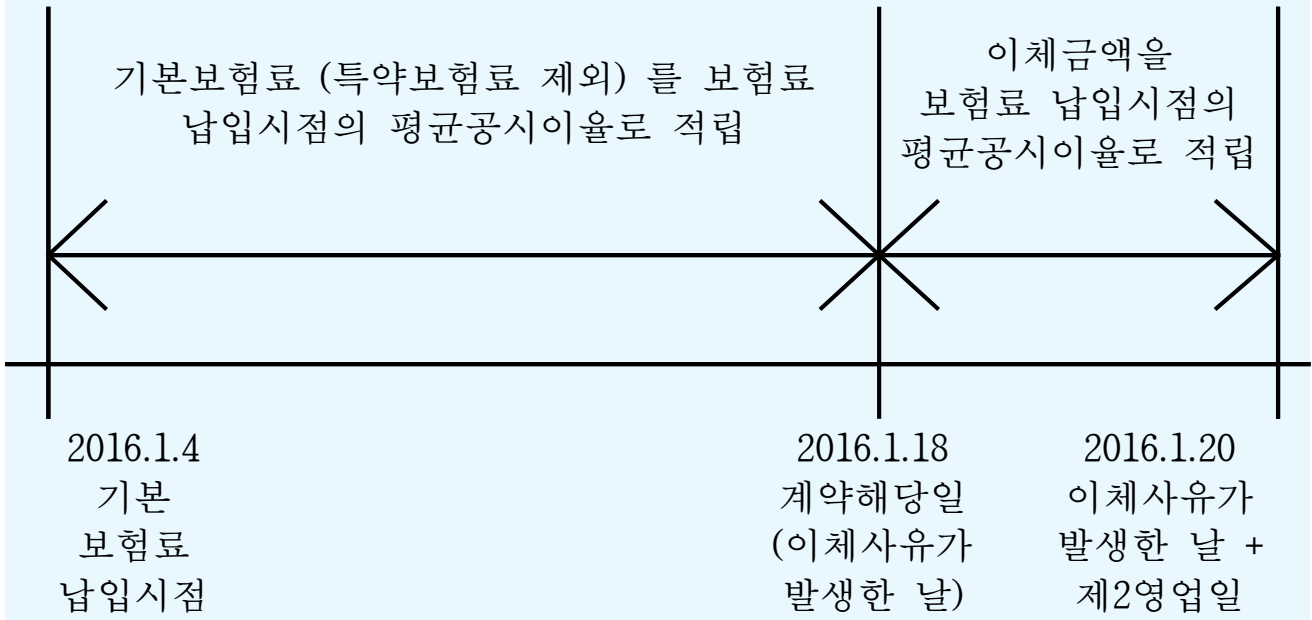 기본보험료 (특약보험료 제외) 를 보험료
납입시점의 평균공시이율로 적립
이체금액을
보험료 납입시점의
평균공시이율로 적립
2016.1.4
기본
보험료
납입시점
2016.1.18
계약해당일
(이체사유가
발생한 날)
2016.1.20
이체사유가
발생한 날 +
제2영업일